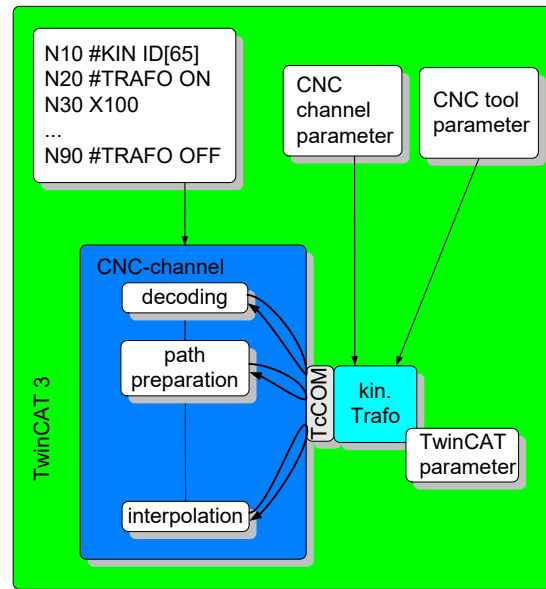 N10 #KIN ID[65]
N20 #TRAFO ON
N30 X100
...
N90 #TRAFO OFF
CNC
channel
parameter
CNC tool
parameter
CNC-channel
decoding
path
preparation
interpolation
TcCOM
kin.
Trafo
TwinCAT
parameter
TwinCAT 3